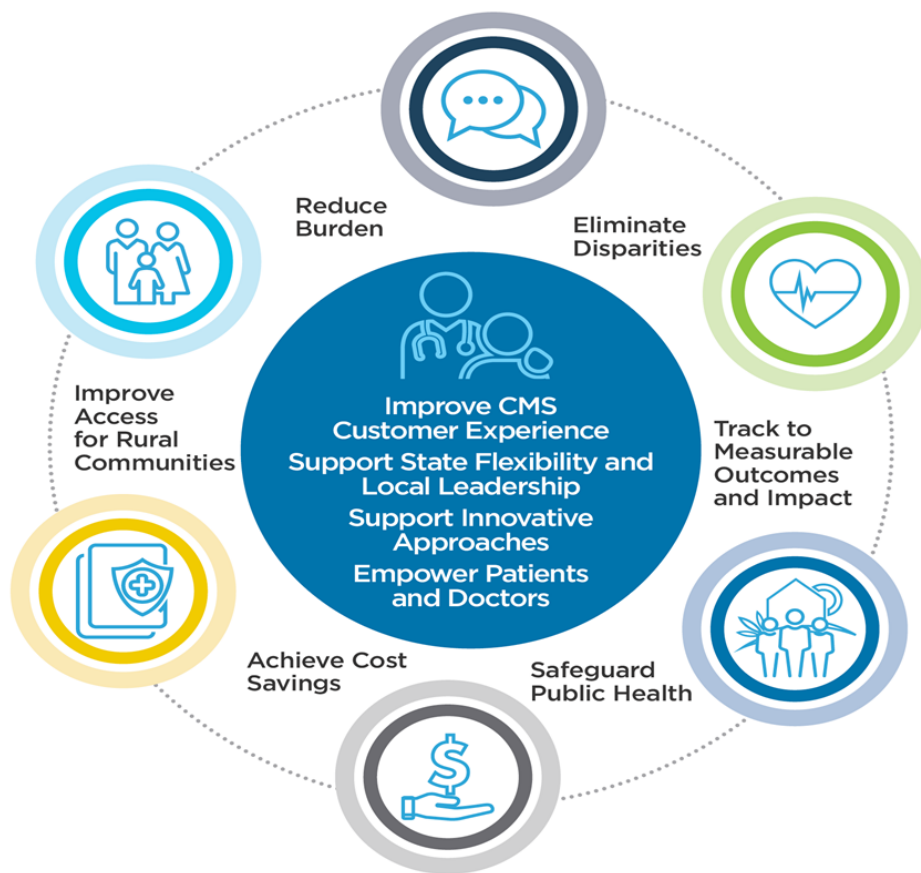 Reduce
Burden
Eliminate
Disparities
Improve
Access
for Rural
Communities
Improve CMS
Customer Experience
Support State Flexibility and
Local Leadership
Support Innovative
Approaches
Empower Patients
and Doctors
Track to
Measurable
Outcomes
and Impact
Achieve Cost
Savings
Safeguard
Public Health
$